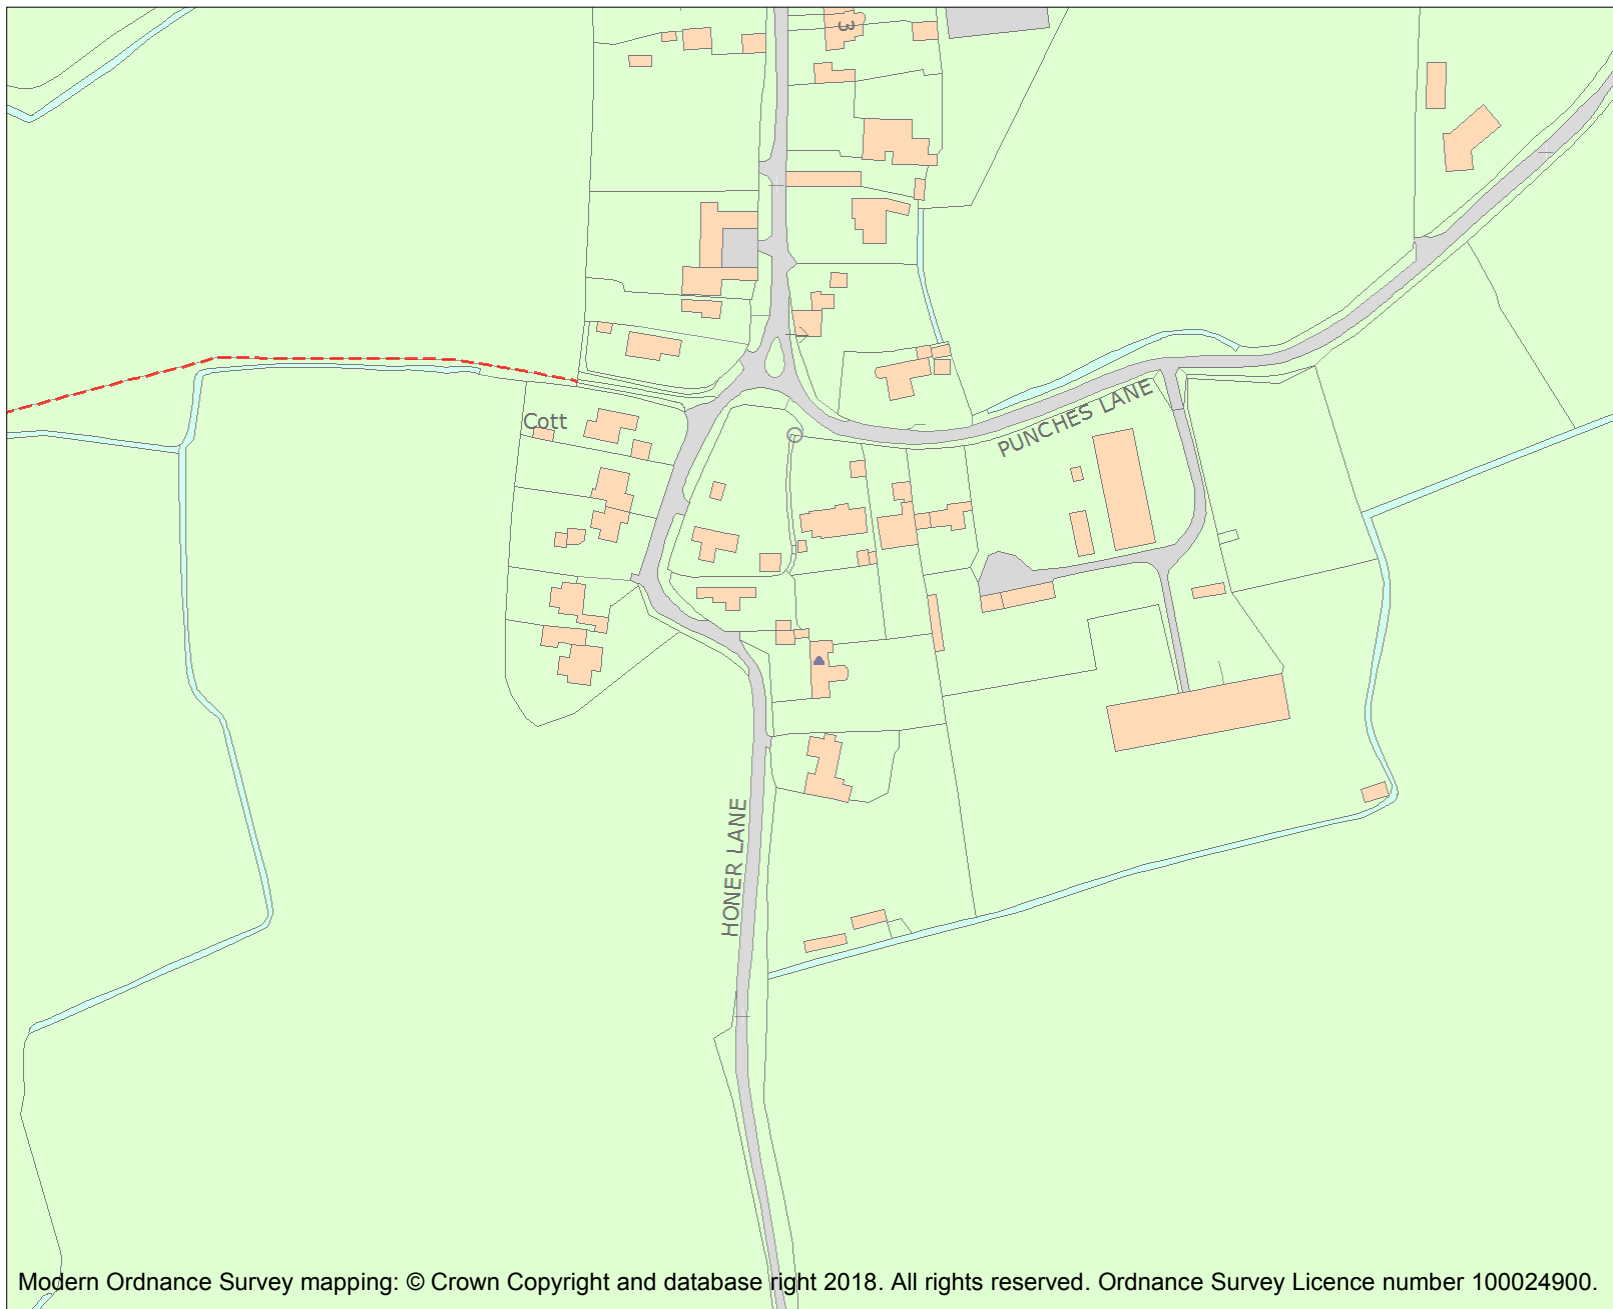 3
Cott
PUNCHES LANE
HONER LANE
Modern Ordnance Survey mapping: © Crown Copyright and database right 2018. All rights reserved. Ordnance Survey Licence number 100024900.